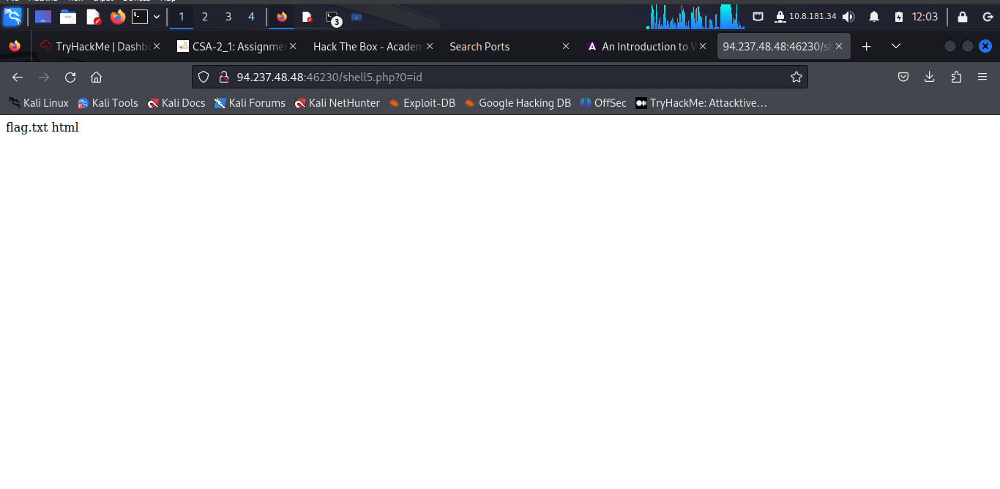 1 2 3 4 3 10.8.181.34 12:03
TryHackMe | Dashb CSA-2_1: Assignme Hack The Box - Academ Search Ports An Introduction to 94.237.48.48:46230/s
94.237.48.48:46230/shell5.php?0=id
Kali Linux Kali Tools Kali Docs Kali Forums Kali NetHunter Exploit-DB Google Hacking DB OffSec TryHackMe: Attacktive…
flag.txt html